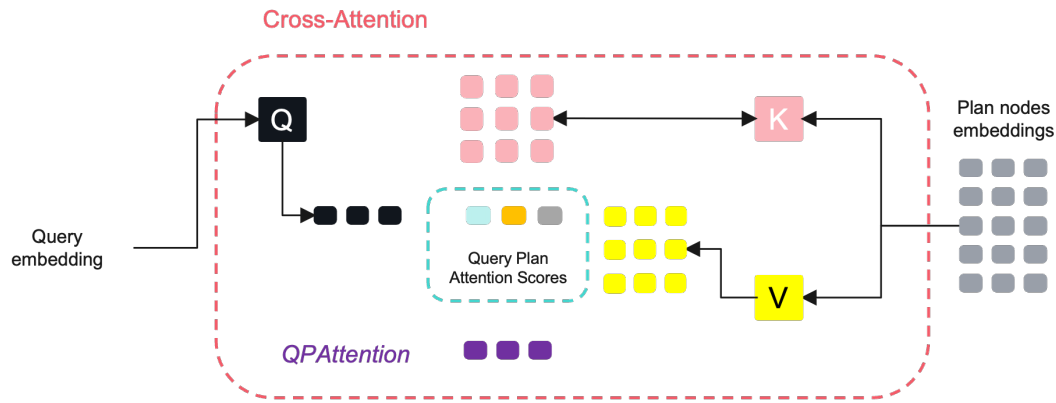 Cross-Attention
Q
K
Plan nodes
embeddings
Query
embedding
Query Plan
Attention Scores
V
QPAttention